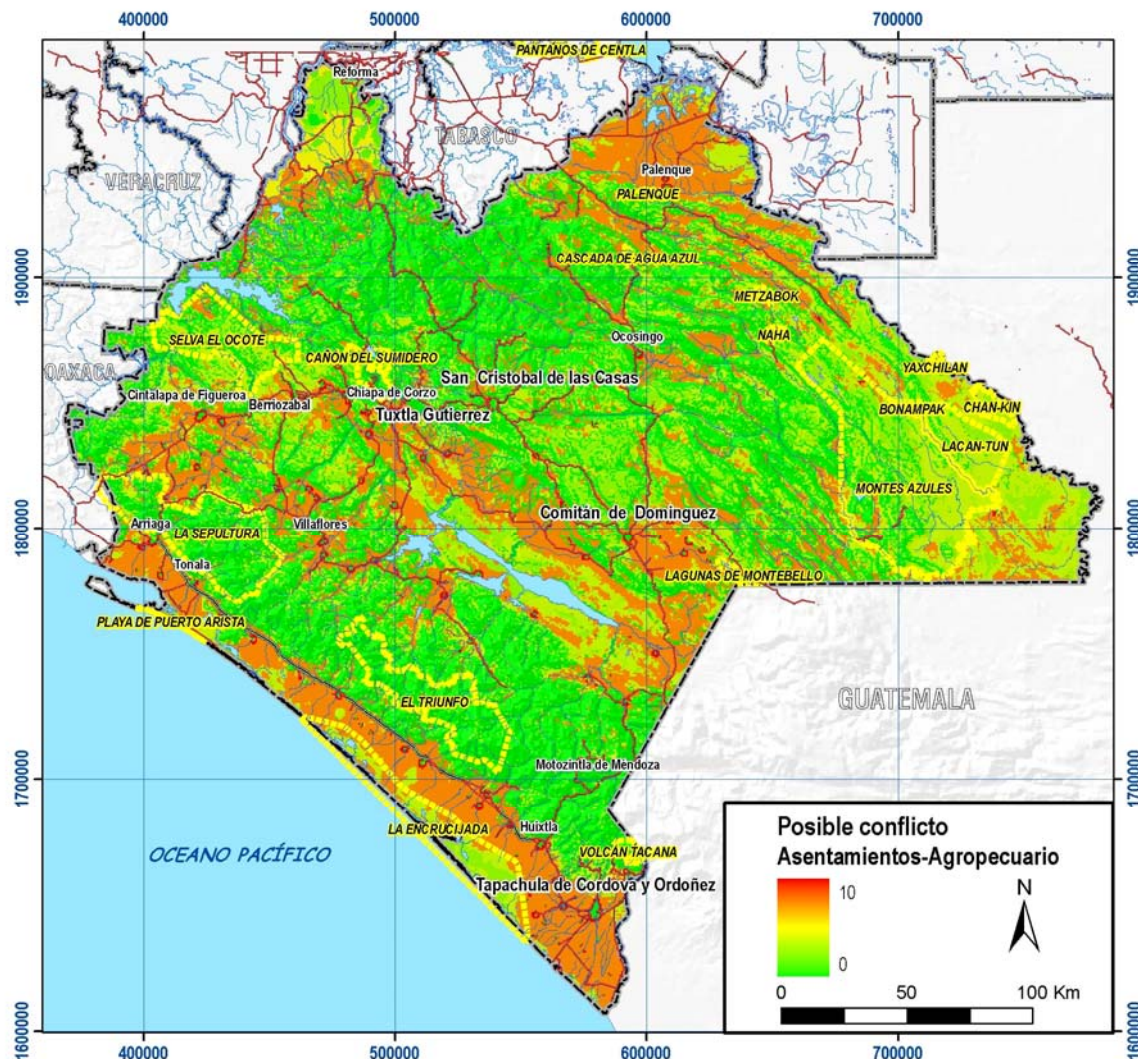 400000
500000
600000
700000
PANTANOS DE CENTLA
Reforma
TABASCO
VERACRUZ
Palenque
PALENQUE
CASCADA DE AGUA AZUL
1900000
1900000
METZABOK
SELVA EL OCOTE
NAHA
Ocosingo
CAÑON DEL SUMIDERO
YAXCHILAN
OAXACA
San Cristobal de las Casas
Cintalapa de Figueroa
Chiapa de Corzo
Berriozábal
BONAMPAK
CHAN-KIN
Tuxtla Gutierrez
LACAN-TUN
MONTES AZULES
Comitán de Domínguez
1800000
1800000
Arriaga
LA SEPULTURA
Villaflores
Tonala
LAGUNAS DE MONTEBELLO
PLAYA DE PUERTO ARISTA
EL TRIUNFO
GUATEMALA
Motozintla de Mendoza
1700000
1700000
LA ENCRUCIJADA
Huixtla
OCEANO PACÍFICO
VOLCAN TACANA
Tapachula de Cordova y Ordoñez
Posible conflicto
Asentamientos-Agropecuario
10
0
N
0
50
100 Km
1600000
1600000
400000
500000
600000
700000